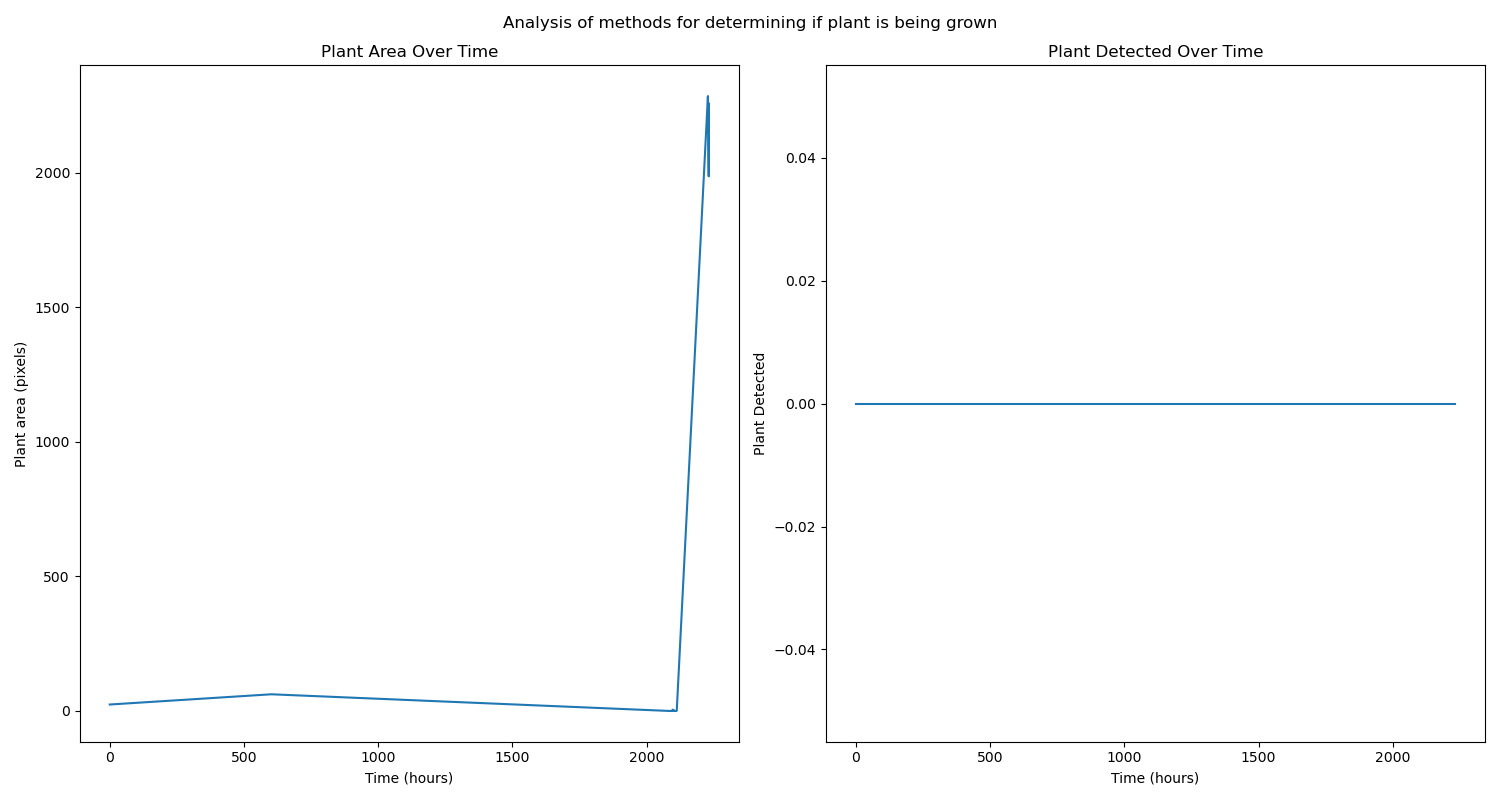 Analysis of methods for determining if plant is being grown
Plant Area Over Time
Plant area (pixels)
2000
1500
1000
500
0
0 500 1000 1500 2000
Time (hours)
Plant Detected Over Time
Plant Detected
0.04
0.02
0.00
−0.02
−0.04
0 500 1000 1500 2000
Time (hours)